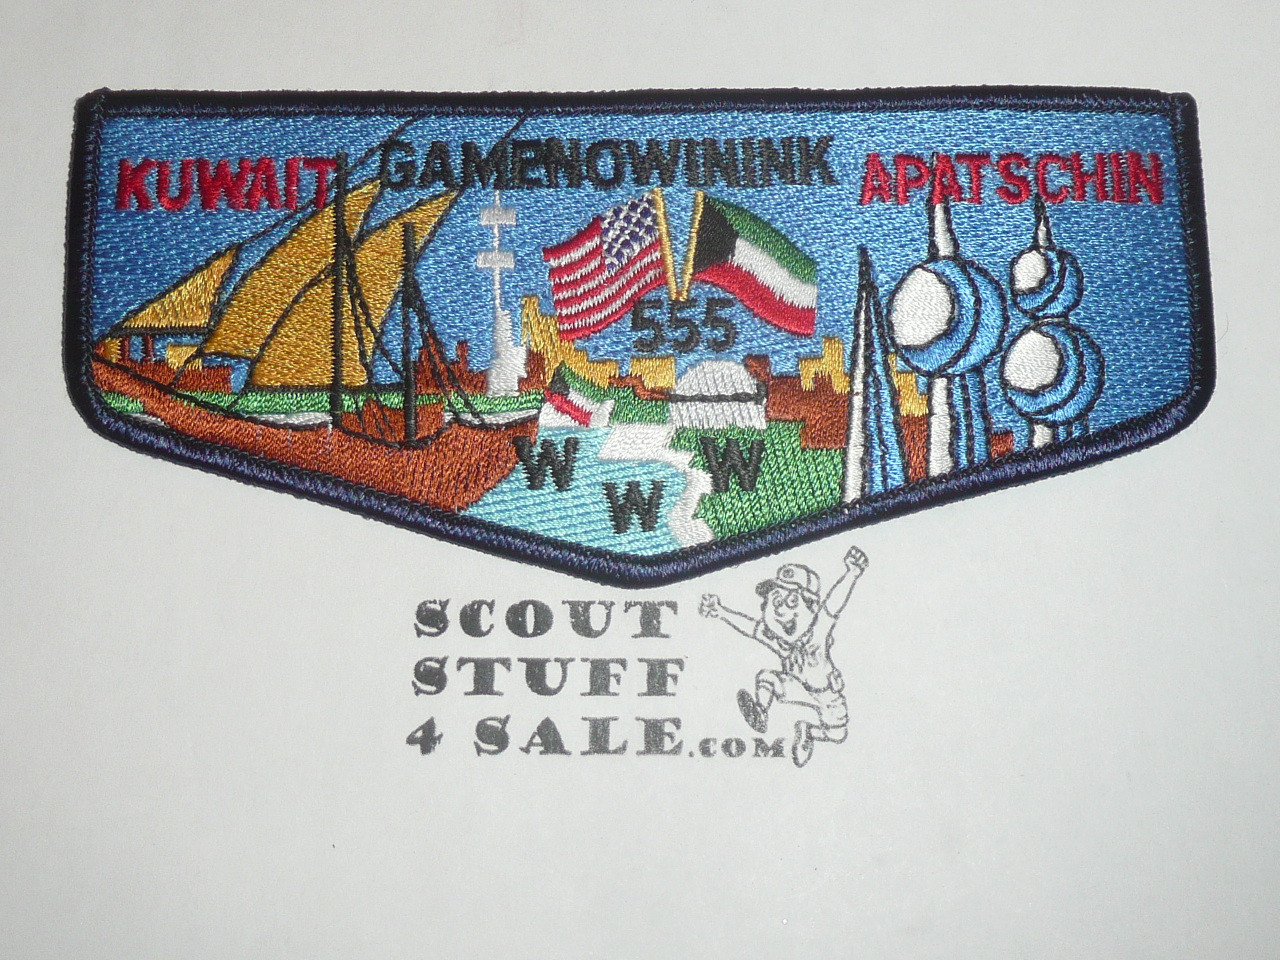 KUWAIT GAMENOWININK APATSCHIN
555
W W W
SCOUT
STUFF
4 SALE.COM